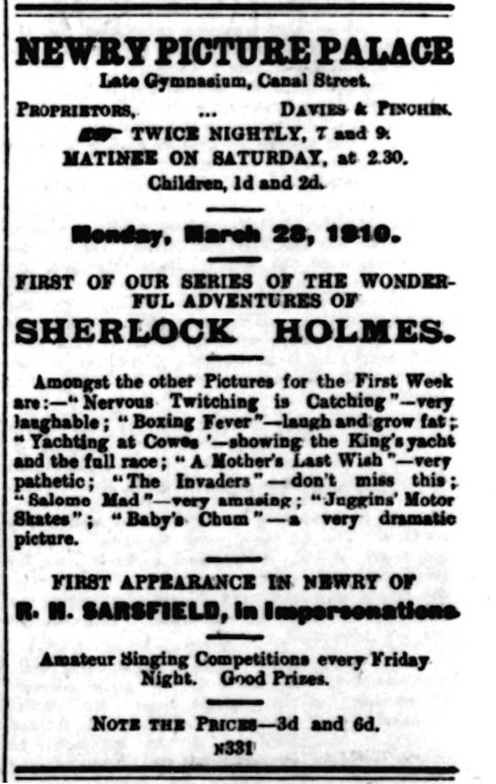 NEWRY PICTURE PALACE
Late Gymnasium, Canal Street.
PROPRIETORS, ... DAVIES & PINCHEN.
TWICE NIGHTLY, 7 and 9.
MATINEE ON SATURDAY, at 2.30.
Children, 1d and 2d.
Monday, March 28, 1910.
FIRST OF OUR SERIES OF THE WONDER-
FUL ADVENTURES OF
SHERLOCK HOLMES.
Amongst the other Pictures for the First Week
are:—"Nervous Twitching is Catching"—very
laughable; "Boxing Fever"—laugh and grow fat;
"Yachting at Cowes '—showing the King's yacht
and the full race; "A Mother's Last Wish"—very
pathetic; "The Invaders"—don't miss this;
"Salome Mad"—very amusing; "Juggins' Motor
Skates"; "Baby's Chum"—a very dramatic
picture.
FIRST APPEARANCE IN NEWRY OF
R. H. SARSFIELD, in Impersonations.
Amateur Singing Competitions every Friday
Night. Good Prizes.
NOTE THE PRICES—3d and 6d.
N331